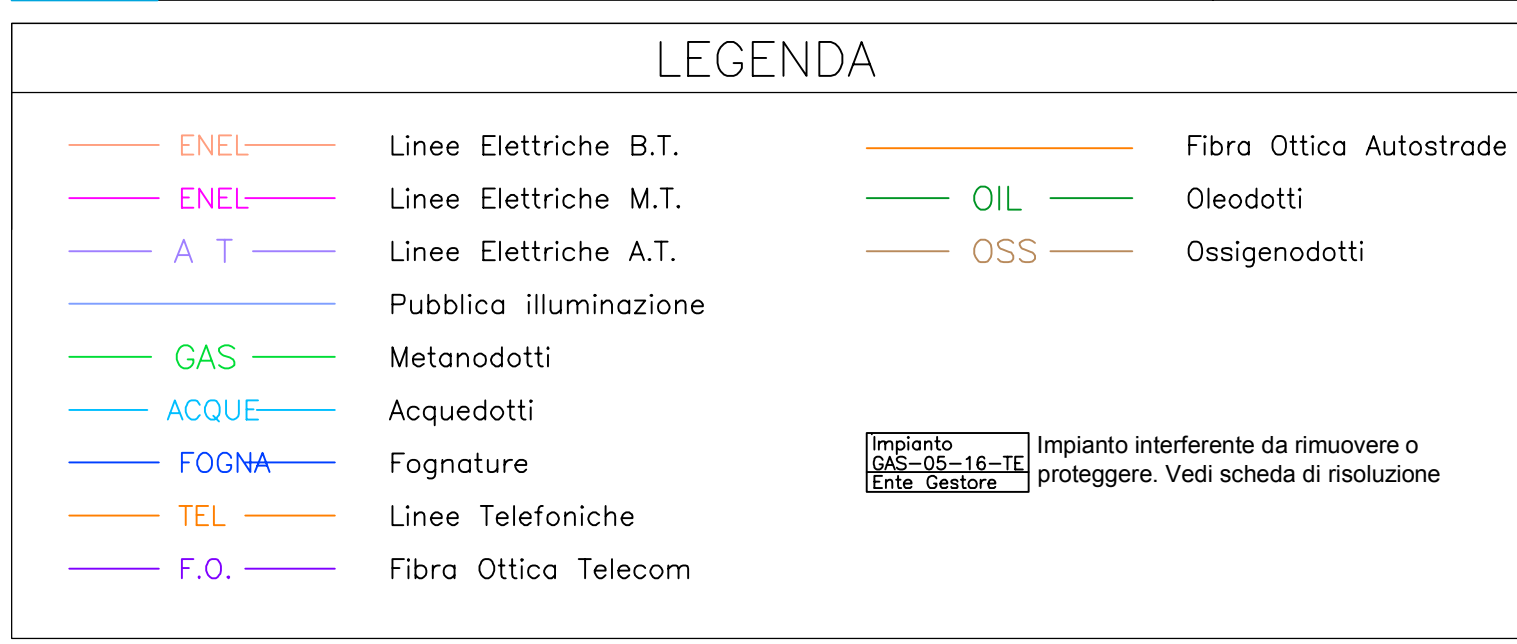 LEGENDA
ENEL Linee Elettriche B.T.
ENEL Linee Elettriche M.T.
A T Linee Elettriche A.T.
Pubblica illuminazione
GAS Metanodotti
ACQUE Acquedotti
FOGNA Fognature
TEL Linee Telefoniche
F.O. Fibra Ottica Telecom
Fibra Ottica Autostrade
OIL Oleodotti
OSS Ossigenodotti
Impianto
GAS-05-16-TE
Ente Gestore
Impianto interferente da rimuovere o
proteggere. Vedi scheda di risoluzione